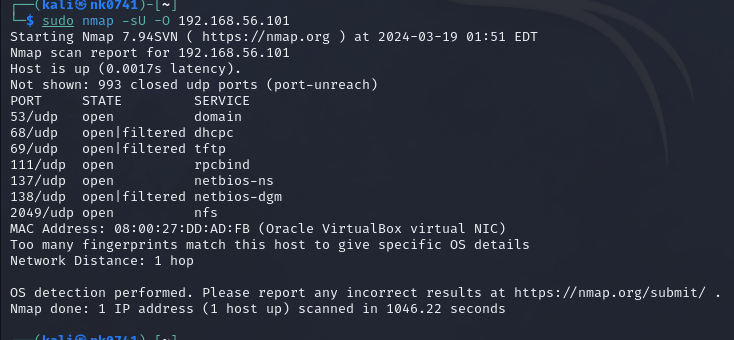 ┌──(kali㉿nk0741)-[~]
└─$ sudo nmap -sU -O 192.168.56.101
Starting Nmap 7.94SVN ( https://nmap.org ) at 2024-03-19 01:51 EDT
Nmap scan report for 192.168.56.101
Host is up (0.0017s latency).
Not shown: 993 closed udp ports (port-unreach)
PORT     STATE         SERVICE
53/udp   open          domain
68/udp   open|filtered dhcpc
69/udp   open|filtered tftp
111/udp  open          rpcbind
137/udp  open          netbios-ns
138/udp  open|filtered netbios-dgm
2049/udp open          nfs
MAC Address: 08:00:27:DD:AD:FB (Oracle VirtualBox virtual NIC)
Too many fingerprints match this host to give specific OS details
Network Distance: 1 hop
OS detection performed. Please report any incorrect results at https://nmap.org/submit/ .
Nmap done: 1 IP address (1 host up) scanned in 1046.22 seconds
┌──(kali㉿nk0741)-[~]